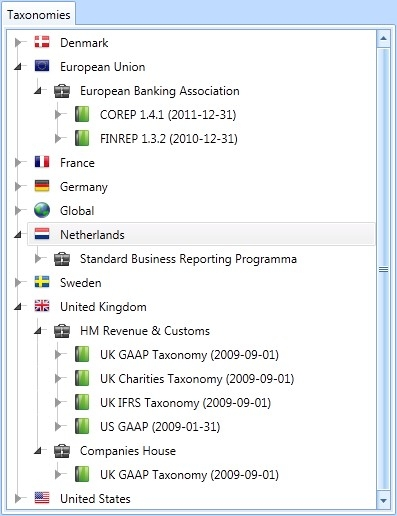 Taxonomies
Denmark
European Union
European Banking Association
COREP 1.4.1 (2011-12-31)
FINREP 1.3.2 (2010-12-31)
France
Germany
Global
Netherlands
Standard Business Reporting Programma
Sweden
United Kingdom
HM Revenue & Customs
UK GAAP Taxonomy (2009-09-01)
UK Charities Taxonomy (2009-09-01)
UK IFRS Taxonomy (2009-09-01)
US GAAP (2009-01-31)
Companies House
UK GAAP Taxonomy (2009-09-01)
United States